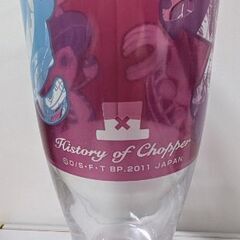 History of Chopper
©O/S・F・T BP.2011 JAPAN